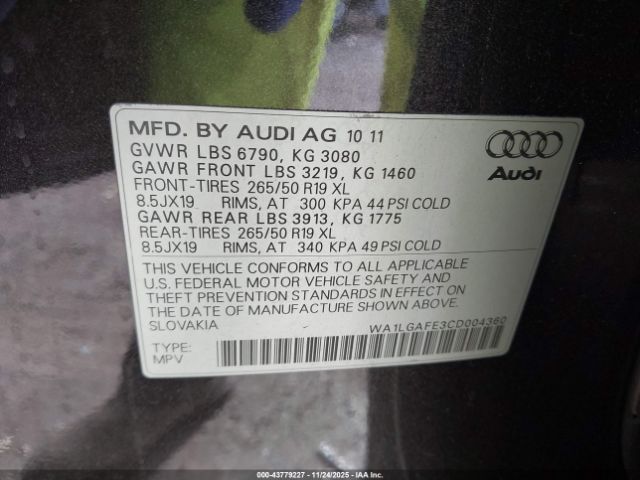 MFD. BY AUDI AG 10 11
GVWR LBS 6790, KG 3080
GAWR FRONT LBS 3219, KG 1460
FRONT-TIRES 265/50 R19 XL
8.5JX19 RIMS, AT 300 KPA 44 PSI COLD
GAWR REAR LBS 3913, KG 1775
REAR-TIRES 265/50 R19 XL
8.5JX19 RIMS, AT 340 KPA 49 PSI COLD
Audi
THIS VEHICLE CONFORMS TO ALL APPLICABLE
U.S. FEDERAL MOTOR VEHICLE SAFETY AND
THEFT PREVENTION STANDARDS IN EFFECT ON
THE DATE OF MANUFACTURE SHOWN ABOVE.
SLOVAKIA
WA1LGAFE3CD004360
TYPE:
MPV
000-43779227 - 11/24/2025 - IAA Inc.